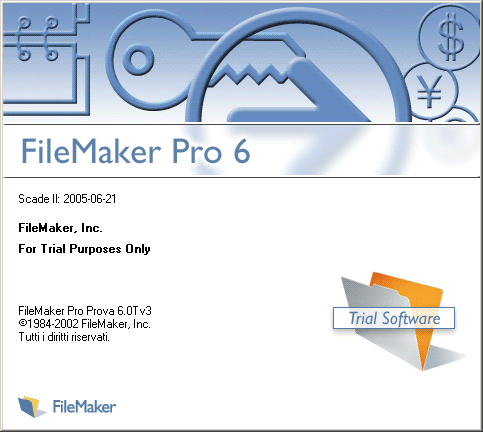 $
¥
FileMaker Pro 6
Scade Il: 2005-06-21
FileMaker, Inc.
For Trial Purposes Only
FileMaker Pro Prova 6.0Tv3
©1984-2002 FileMaker, Inc.
Tutti i diritti riservati.
Trial Software
FileMaker